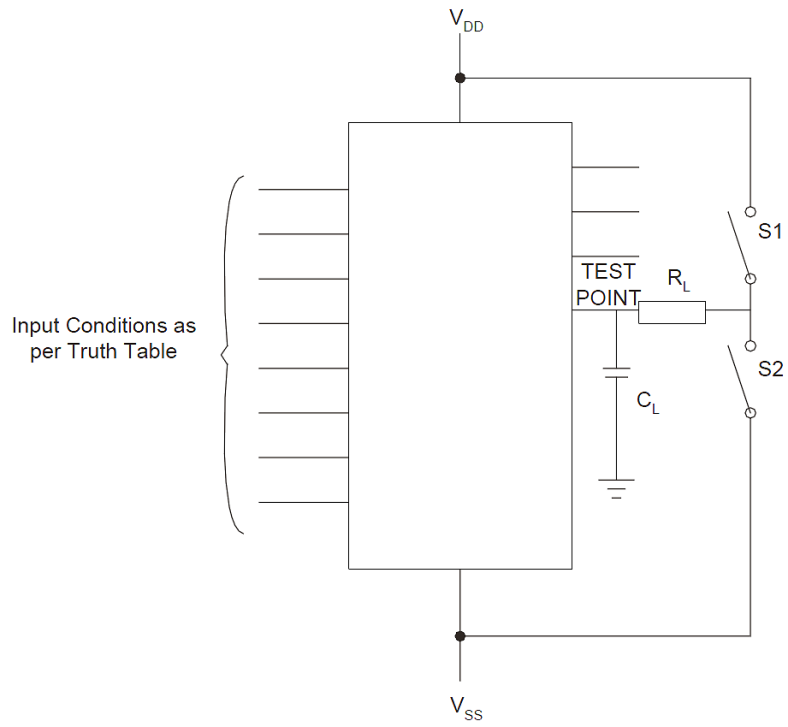 VDD
S1
TEST
POINT
RL
Input Conditions as
per Truth Table
S2
CL
VSS